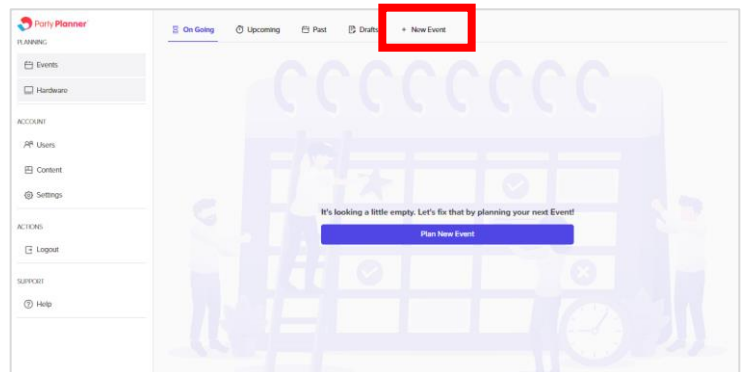 Party Planner
PLANNING
Events
Hardware
ACCOUNT
Users
Content
Settings
ACTIONS
Logout
SUPPORT
Help
On Going Upcoming Past Drafts + New Event
It's looking a little empty. Let's fix that by planning your next Event!
Plan New Event